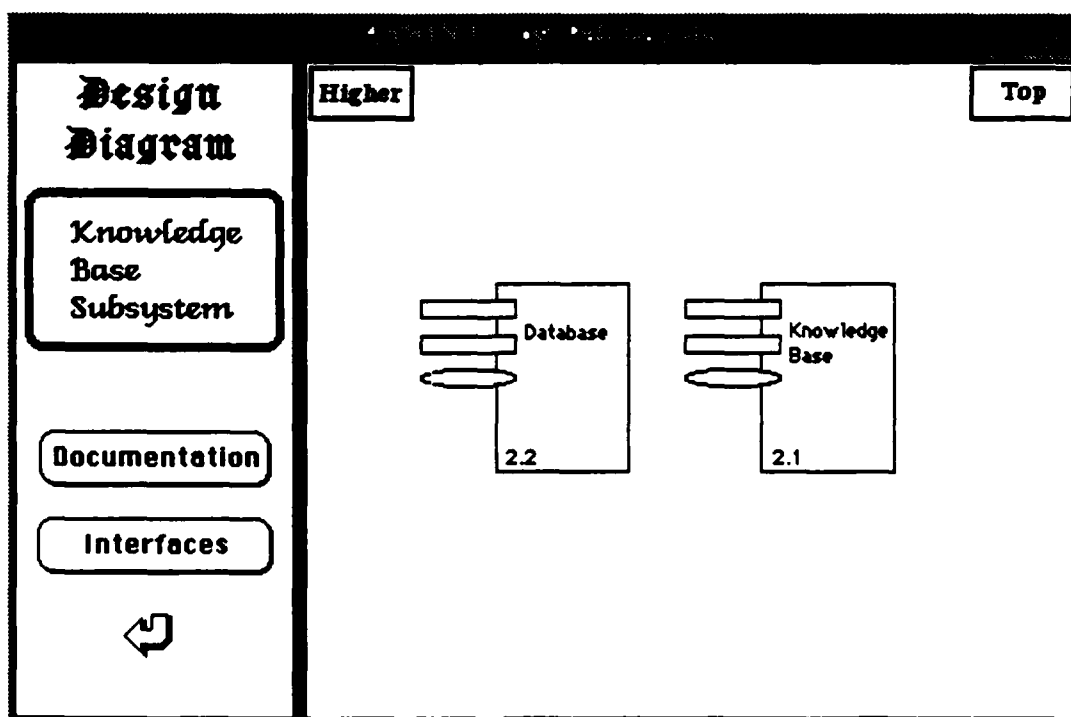 Design
Diagram
Knowledge
Base
Subsystem
Documentation
Interfaces
Higher
Top
Database
2.2
Knowledge
Base
2.1